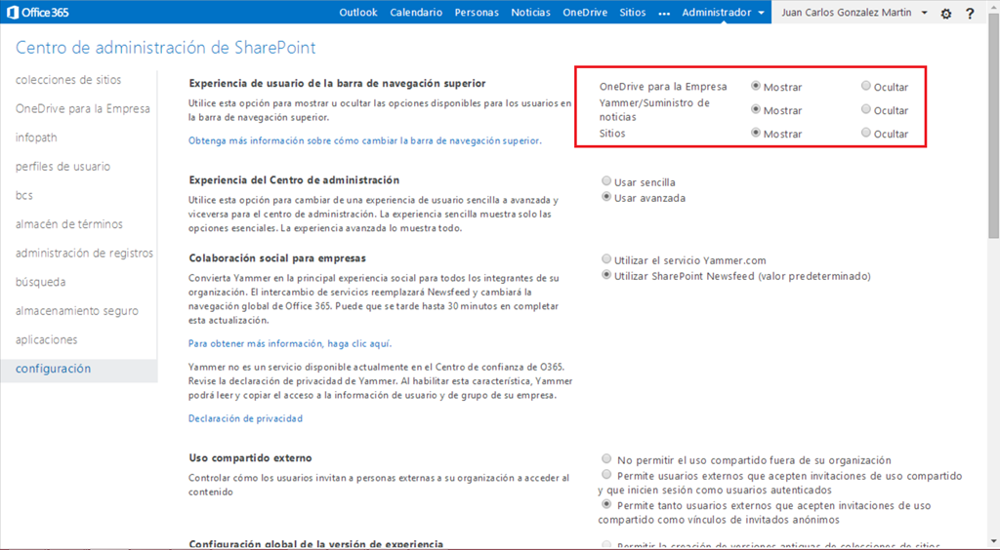 Office 365
Outlook Calendario Personas Noticias OneDrive Sitios ••• Administrador Juan Carlos Gonzalez Martin ?
Centro de administración de SharePoint
colecciones de sitios
OneDrive para la Empresa
infopath
perfiles de usuario
bcs
almacén de términos
administración de registros
búsqueda
almacenamiento seguro
aplicaciones
configuración
Experiencia de usuario de la barra de navegación superior
Utilice esta opción para mostrar u ocultar las opciones disponibles para los usuarios en
la barra de navegación superior.
Obtenga más información sobre cómo cambiar la barra de navegación superior.
OneDrive para la Empresa Mostrar Ocultar
Yammer/Suministro de
noticias Mostrar Ocultar
Sitios Mostrar Ocultar
Experiencia del Centro de administración
Utilice esta opción para cambiar de una experiencia de usuario sencilla a avanzada y
viceversa para el centro de administración. La experiencia sencilla muestra solo las
opciones esenciales. La experiencia avanzada lo muestra todo.
Usar sencilla
Usar avanzada
Colaboración social para empresas
Convierta Yammer en la principal experiencia social para todos los integrantes de su
organización. El intercambio de servicios reemplazará Newsfeed y cambiará la
navegación global de Office 365. Puede que se tarde hasta 30 minutos en completar
esta actualización.
Para obtener más información, haga clic aquí.
Yammer no es un servicio disponible actualmente en el Centro de confianza de O365.
Revise la declaración de privacidad de Yammer. Al habilitar esta característica, Yammer
podrá leer y copiar el acceso a la información de usuario y de grupo de su empresa.
Declaración de privacidad
Utilizar el servicio Yammer.com
Utilizar SharePoint Newsfeed (valor predeterminado)
Uso compartido externo
Controlar cómo los usuarios invitan a personas externas a su organización a acceder al
contenido
No permitir el uso compartido fuera de su organización
Permite usuarios externos que acepten invitaciones de uso compartido
y que inicien sesión como usuarios autenticados
Permite tanto usuarios externos que acepten invitaciones de uso
compartido como vínculos de invitados anónimos
Configuración global de la versión de experiencia
Permitir la creación de versiones antiguas de colecciones de sitios